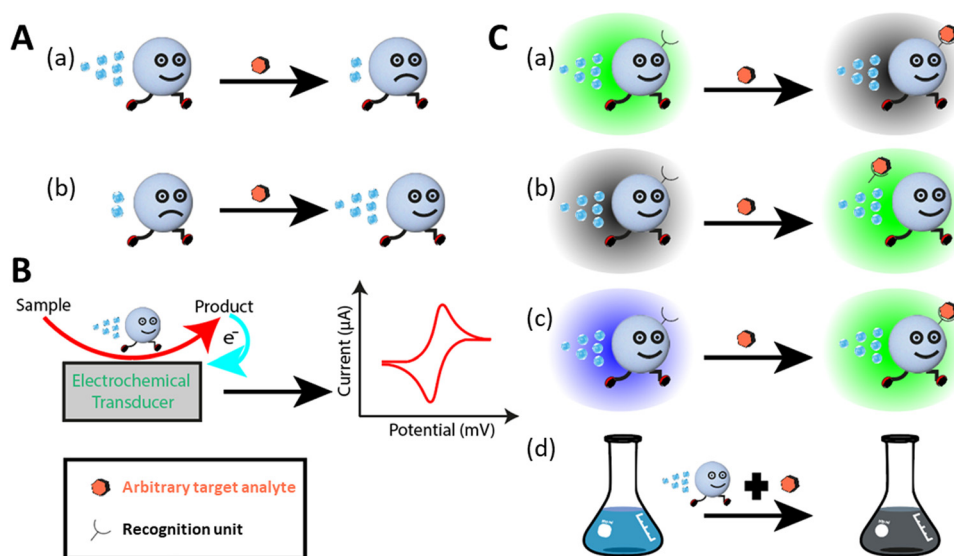 A
(a)
(b)
B
Sample
Product
e⁻
Electrochemical
Transducer
Current (µA)
Potential (mV)
Arbitrary target analyte
Recognition unit
C
(a)
(b)
(c)
(d)